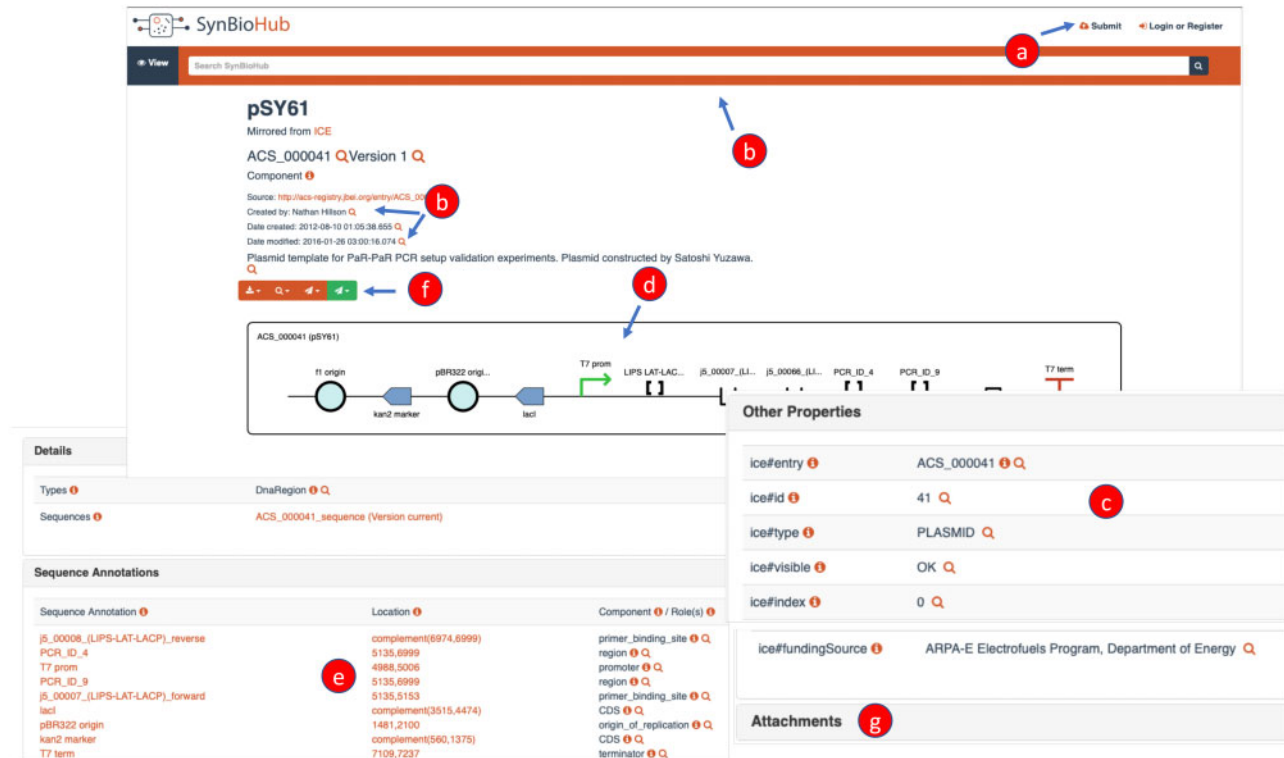 SynBioHub
Submit
Login or Register
a
View
Search SynBioHub
pSY61
b
Mirrored from ICE
ACS_000041 Version 1
Component
Source: http://acs-registry.jbei.org/entry/ACS_00
b
Created by: Nathan Hillson
Date created: 2012-08-10 01:05:38.655
Date modified: 2016-01-26 03:00:16.074
Plasmid template for PaR-PaR PCR setup validation experiments. Plasmid constructed by Satoshi Yuzawa.
f
d
ACS_000041 (pSY61)
f1 origin
pBR322 origi...
T7 prom
LIPS LAT-LAC...
j5_00007_(LI...
j5_00066_(LI...
PCR_ID_4
PCR_ID_9
T7 term
kan2 marker
lacI
Details
Types DnaRegion
Sequences ACS_000041_sequence (Version current)
Sequence Annotations
Sequence Annotation Location Component / Role(s)
j5_00008_(LIPS-LAT-LACP)_reverse complement(6974,6999) primer_binding_site
PCR_ID_4 5135,6999 region
T7 prom 4988,5006 promoter
PCR_ID_9 5135,6999 region
j5_00007_(LIPS-LAT-LACP)_forward 5135,5153 primer_binding_site
lacI complement(3515,4474) CDS
pBR322 origin 1481,2100 origin_of_replication
kan2 marker complement(560,1375) CDS
T7 term 7109,7237 terminator
e
Other Properties
ice#entry ACS_000041
ice#id 41
c
ice#type PLASMID
ice#visible OK
ice#index 0
ice#fundingSource ARPA-E Electrofuels Program, Department of Energy
Attachments
g